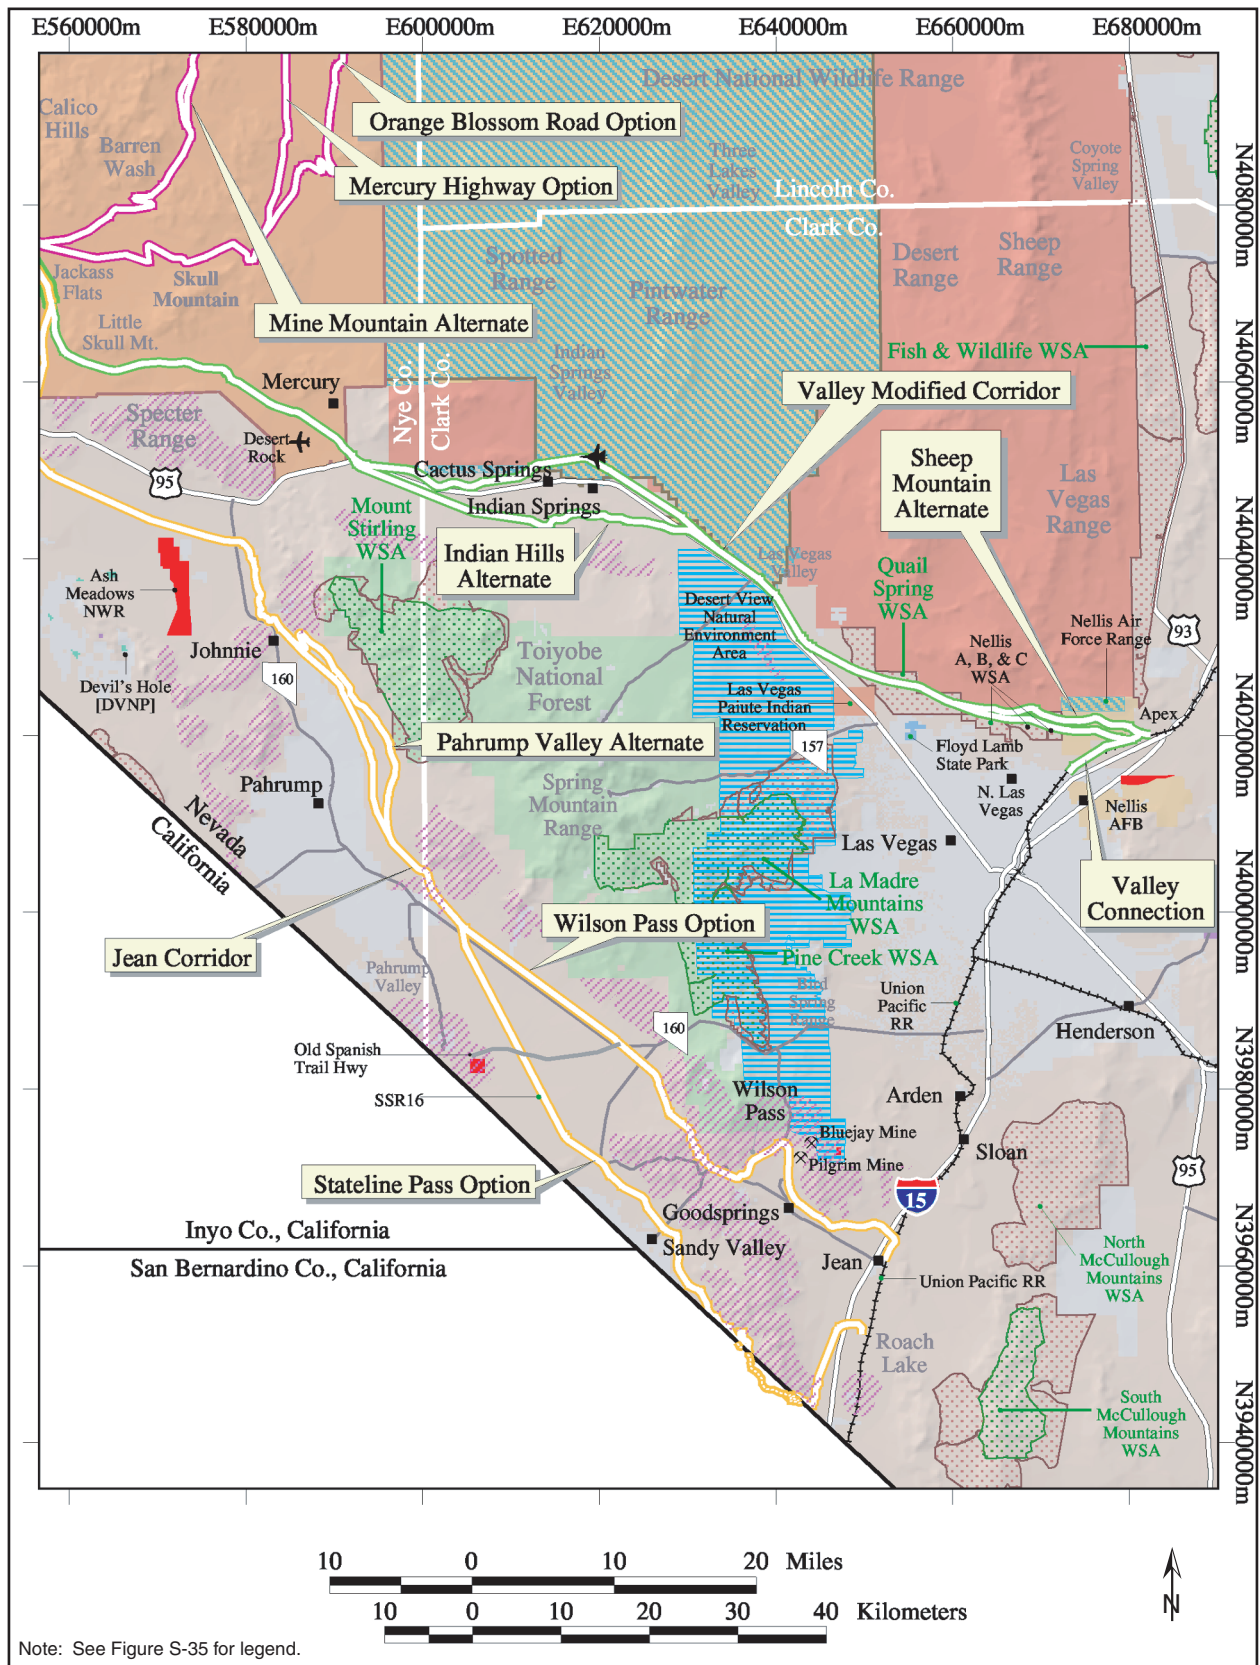 E560000m
E580000m
E600000m
E620000m
E640000m
E660000m
E680000m
Desert National Wildlife Range
Calico
Hills
Barren
Wash
Orange Blossom Road Option
Mercury Highway Option
Three
Lakes
Valley
Coyote
Spring
Valley
Lincoln Co.
Clark Co.
N4080000m
Jackass
Flats
Skull
Mountain
Little
Skull Mt.
Mine Mountain Alternate
Spotted
Range
Pintwater
Range
Desert
Range
Sheep
Range
Indian
Springs
Valley
Fish & Wildlife WSA
N4060000m
Nye Co.
Clark Co.
Mercury
Valley Modified Corridor
Specter
Range
Desert
Rock
95
Cactus Springs
Indian Springs
Sheep
Mountain
Alternate
Las
Vegas
Range
Mount
Stirling
WSA
Indian Hills
Alternate
Las Vegas
Valley
N4040000m
Ash
Meadows
NWR
Desert View
Natural
Environment
Area
Quail
Spring
WSA
Nellis Air
Force Range
Nellis
A, B, & C
WSA
93
Johnnie
160
Devil's Hole
[DVNP]
Toiyobe
National
Forest
Las Vegas
Paiute Indian
Reservation
Apex
N4020000m
Pahrump Valley Alternate
157
Floyd Lamb
State Park
N. Las
Vegas
Nellis
AFB
Pahrump
Spring
Mountain
Range
Nevada
California
Las Vegas
La Madre
Mountains
WSA
Valley
Connection
N4000000m
Wilson Pass Option
Jean Corridor
Pahrump
Valley
Pine Creek WSA
Bird
Spring
Range
Union
Pacific
RR
Henderson
160
Old Spanish
Trail Hwy
SSR16
Wilson
Pass
Arden
N3980000m
Bluejay Mine
Pilgrim Mine
Sloan
Stateline Pass Option
15
95
Goodsprings
Inyo Co., California
San Bernardino Co., California
Sandy Valley
Jean
Union Pacific RR
North
McCullough
Mountains
WSA
N3960000m
Roach
Lake
South
McCullough
Mountains
WSA
N3940000m
10 0 10 20 Miles
10 0 10 20 30 40 Kilometers
N
Note: See Figure S-35 for legend.